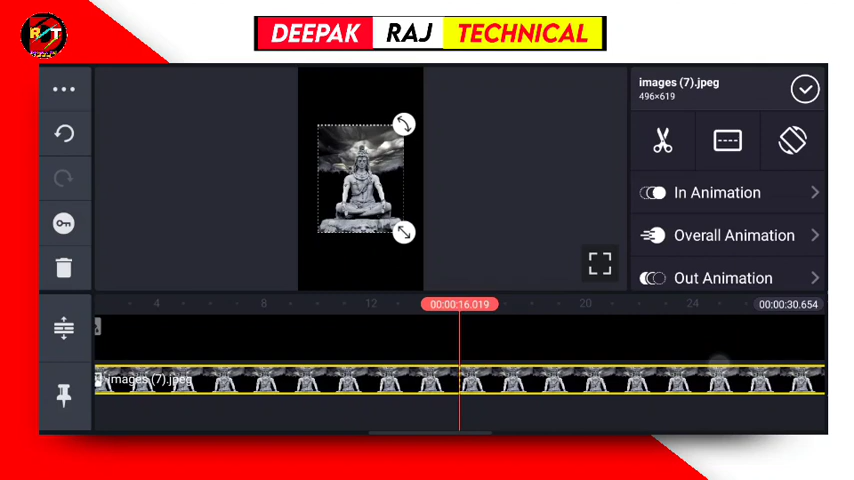 DEEPAK RAJ TECHNICAL
RT
images (7).jpeg
496×619
In Animation
Overall Animation
Out Animation
4 8 12 00:00:16.019 20 24 00:00:30.654
images (7).jpeg